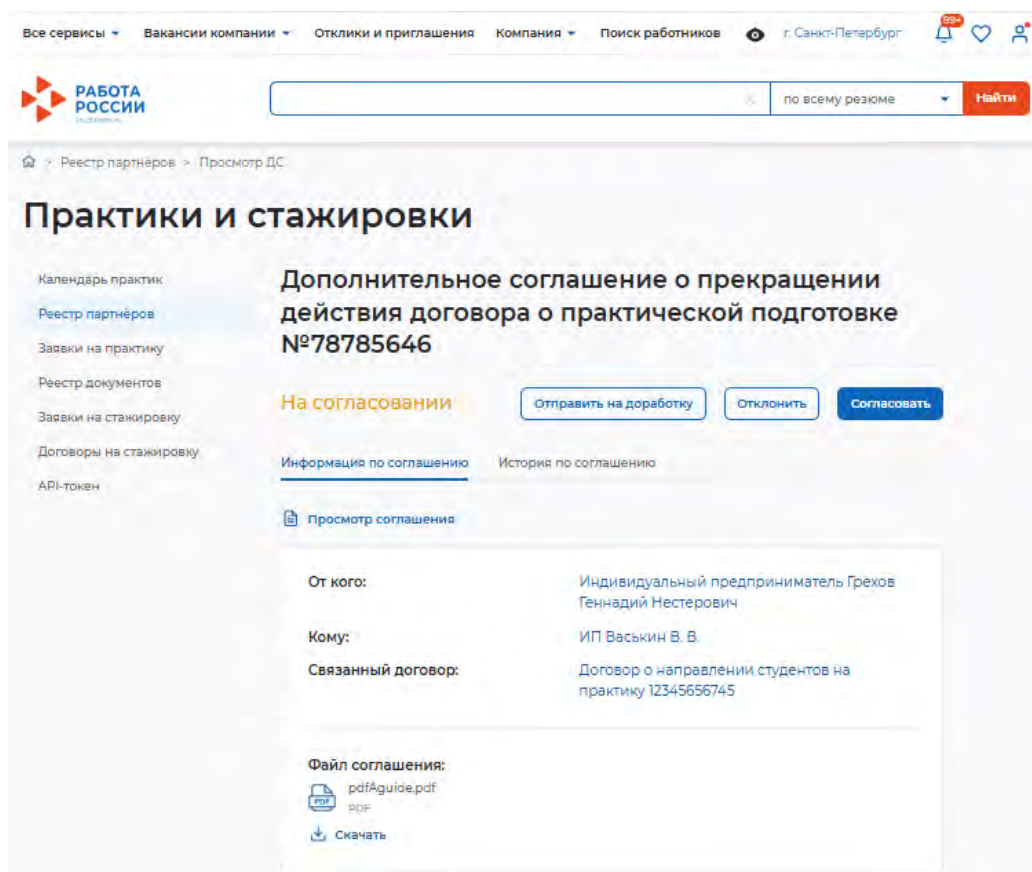 Все сервисы Вакансии компании Отклики и приглашения Компания Поиск работников г. Санкт-Петербург 99+
РАБОТА
РОССИИ
по всему резюме Найти
Реестр партнёров > Просмотр ДС
Практики и стажировки
Календарь практик
Реестр партнёров
Заявки на практику
Реестр документов
Заявки на стажировку
Договоры на стажировку
API-токен
Дополнительное соглашение о прекращении
действия договора о практической подготовке
№78785646
На согласовании Отправить на доработку Отклонить Согласовать
Информация по соглашению История по соглашению
Просмотр соглашения
От кого: Индивидуальный предприниматель Грехов
Геннадий Нестерович
Кому: ИП Васькин В. В.
Связанный договор: Договор о направлении студентов на
практику 12345656745
Файл соглашения:
pdfAguide.pdf
PDF
PDF
Скачать